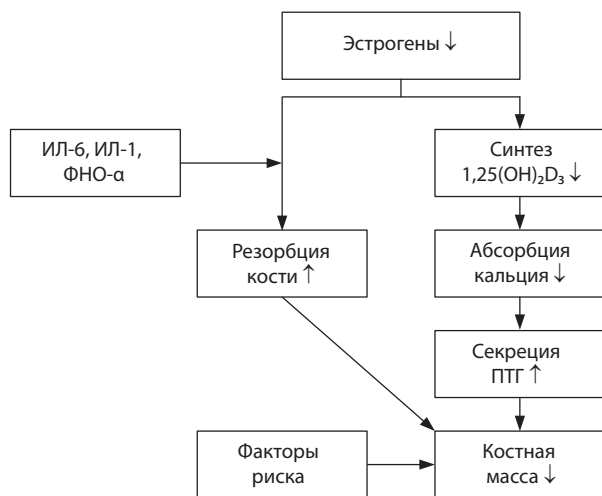 Эстрогены ↓
ИЛ-6, ИЛ-1,
ФНО-α
Синтез
1,25(OH)₂D₃ ↓
Резорбция
кости ↑
Абсорбция
кальция ↓
Секреция
ПТГ ↑
Факторы
риска
Костная
масса ↓